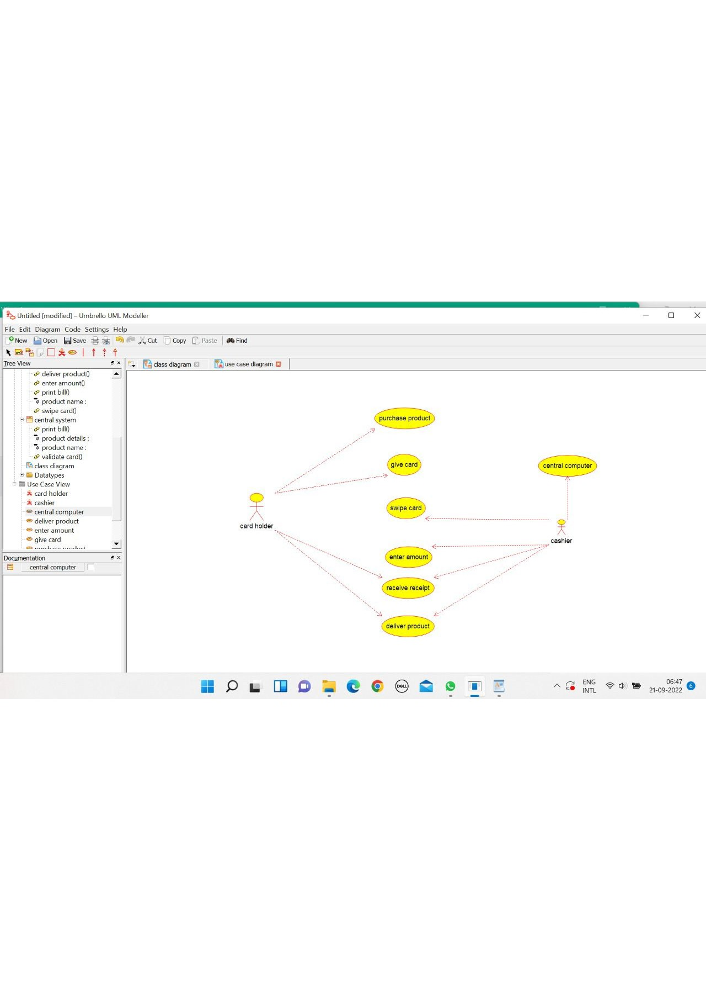 Untitled [modified] – Umbrello UML Modeller
File Edit Diagram Code Settings Help
New Open Save Cut Copy Paste Find
Tree View
class diagram use case diagram
deliver product()
enter amount()
print bill()
product name :
swipe card()
central system
print bill()
product details :
product name :
validate card()
class diagram
Datatypes
Use Case View
card holder
cashier
central computer
deliver product
enter amount
give card
purchase product
Documentation
central computer
purchase product
give card
central computer
swipe card
card holder
cashier
enter amount
receive receipt
deliver product
DELL
ENG
INTL
06:47
21-09-2022
6